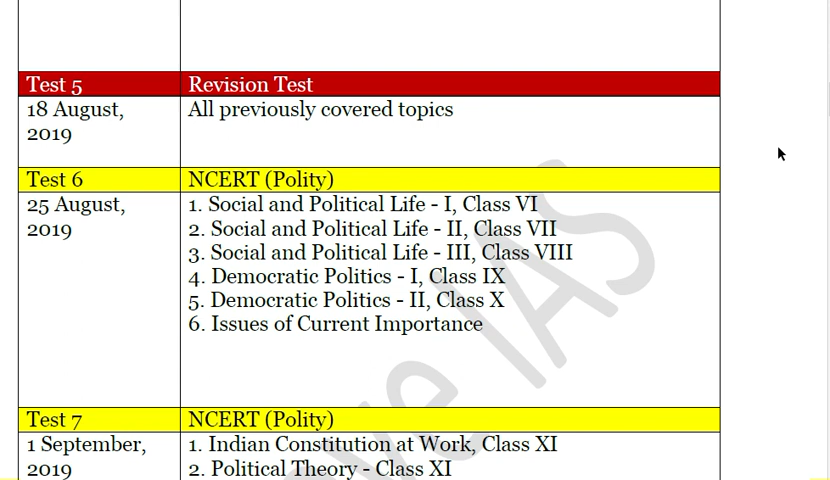 Test 5
Revision Test
18 August,
2019
All previously covered topics
Test 6
NCERT (Polity)
25 August,
2019
1. Social and Political Life - I, Class VI
2. Social and Political Life - II, Class VII
3. Social and Political Life - III, Class VIII
4. Democratic Politics - I, Class IX
5. Democratic Politics - II, Class X
6. Issues of Current Importance
Test 7
NCERT (Polity)
1 September,
2019
1. Indian Constitution at Work, Class XI
2. Political Theory - Class XI
IAS